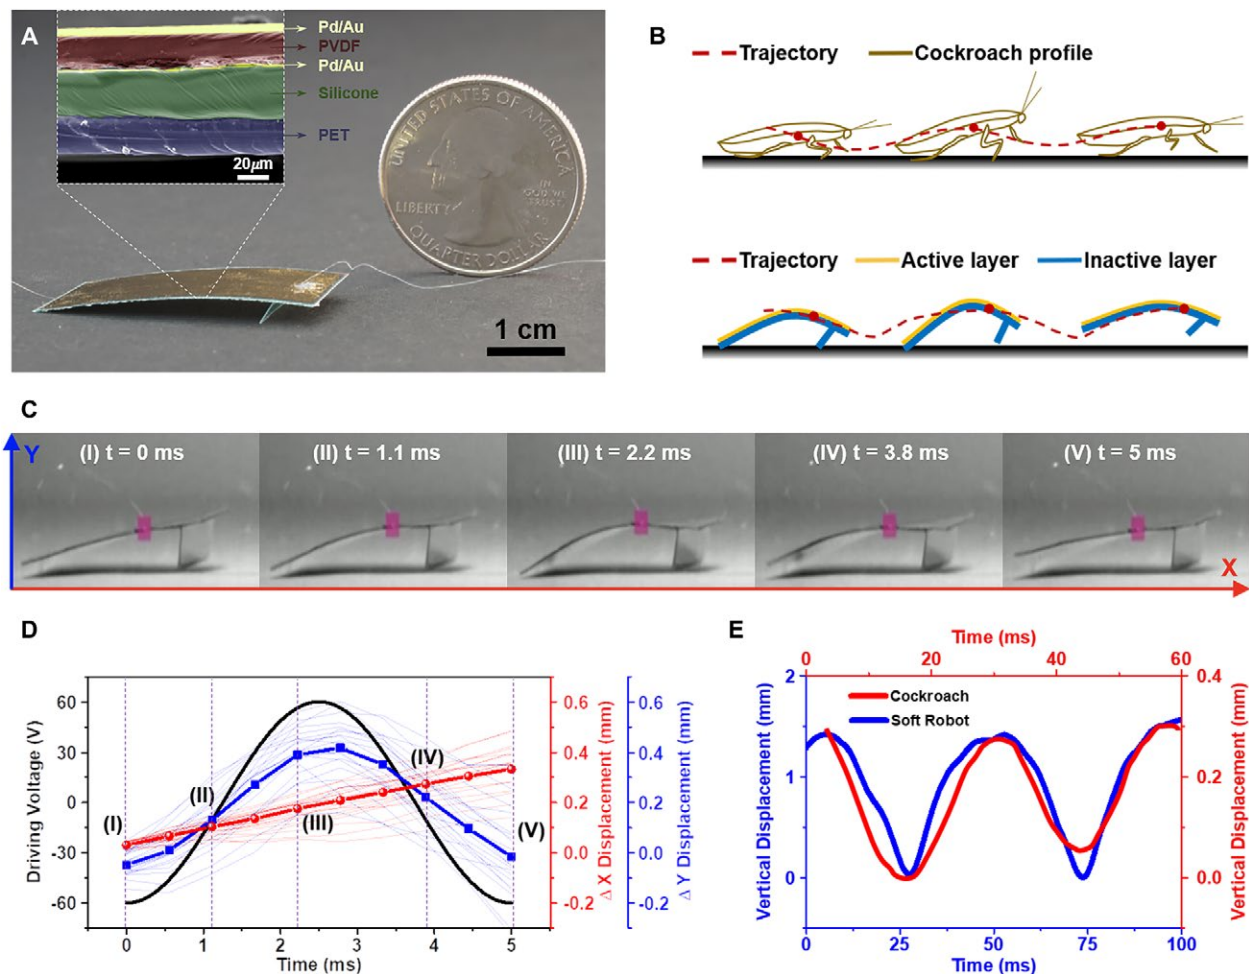 A
Pd/Au
PVDF
Pd/Au
Silicone
PET
20μm
UNITED STATES OF AMERICA
LIBERTY
IN
GOD WE
TRUST
QUARTER DOLLAR
1 cm
B
Trajectory Cockroach profile
Trajectory Active layer Inactive layer
C
Y
(I) t = 0 ms (II) t = 1.1 ms (III) t = 2.2 ms (IV) t = 3.8 ms (V) t = 5 ms
X
D
Driving Voltage (V)
60
30
0
-30
-60
(I)
(II)
(III)
(IV)
(V)
0 1 2 3 4 5
Time (ms)
0.6
0.4
0.2
0.0
-0.2
Δ X Displacement (mm)
0.6
0.4
0.2
0.0
-0.2
Δ Y Displacement (mm)
E
Time (ms)
0 20 40 60
Vertical Displacement (mm)
2
1
0
Cockroach
Soft Robot
0.4
0.2
0.0
Vertical Displacement (mm)
0 25 50 75 100
Time (ms)